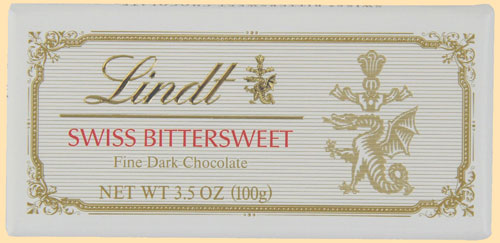 Lindt
SWISS BITTERSWEET
Fine Dark Chocolate
NET WT 3.5 OZ (100g)